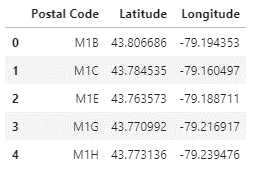 Postal Code Latitude Longitude
0 M1B 43.806686 -79.194353
1 M1C 43.784535 -79.160497
2 M1E 43.763573 -79.188711
3 M1G 43.770992 -79.216917
4 M1H 43.773136 -79.239476